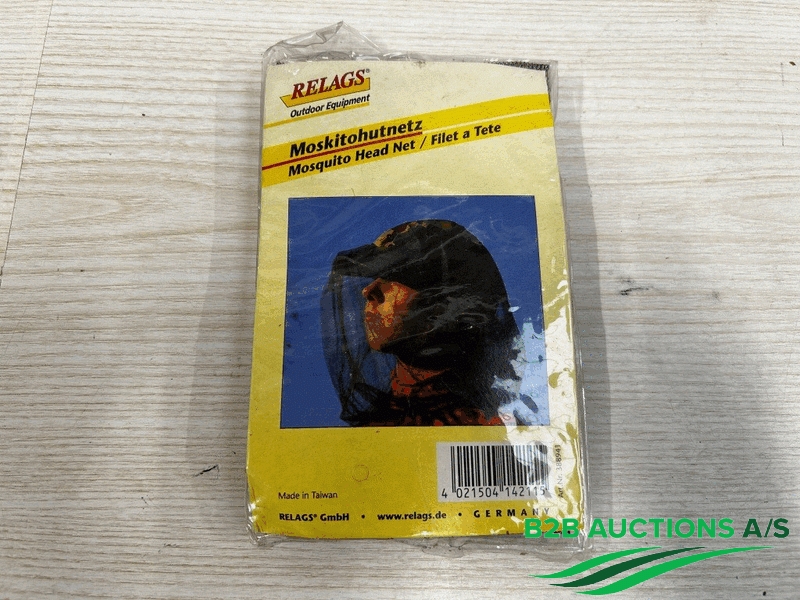 RELAGS®
Outdoor Equipment
Moskitohutnetz
Mosquito Head Net / Filet a Tete
4 021504 142115
Made in Taiwan
RELAGS® GmbH • www.relags.de • GERMANY
B2B AUCTIONS A/S